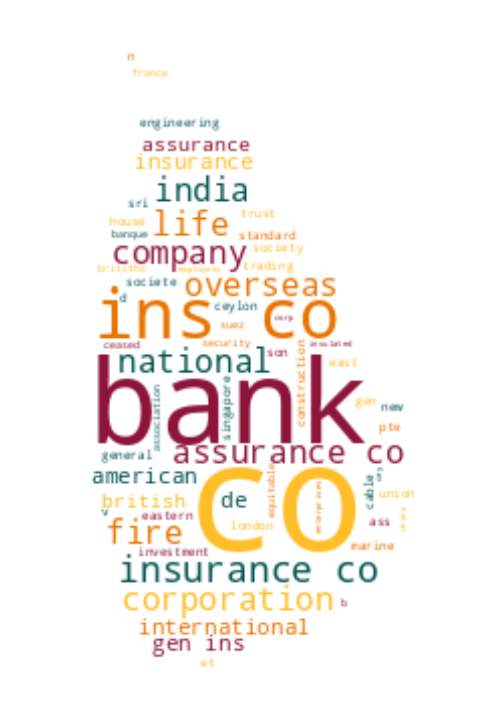 n
france
engineering
assurance
insurance
india
sri
house
life
trust
banque
standard
company
society
britiths
employees
trading
societe
overseas
d
ins co
ceylon
suez
corp
ceased
security
insulated
national
son
construction
east
bank
association
singapore
gen
new
pte
general
assurance co
american
co
de
equitable
enterprises
cable
union
british
v
eastern
london
ass
fire
investment
marine
insurance co
corporation
b
international
gen ins
et